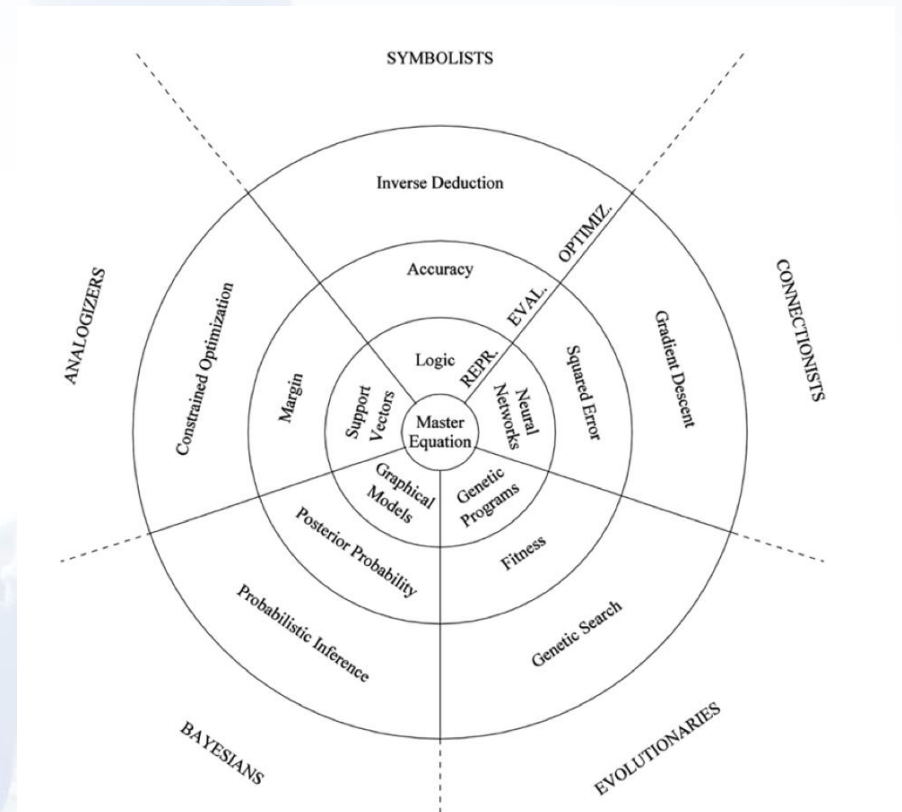 SYMBOLISTS
Inverse Deduction
OPTIMIZ.
Accuracy
EVAL.
Logic
REPR.
ANALOGIZERS
Constrained Optimization
Margin
Support
Vectors
Master
Equation
Neural
Networks
Squared Error
Gradient Descent
CONNECTIONISTS
Graphical
Models
Genetic
Programs
Posterior Probability
Fitness
Probabilistic Inference
Genetic Search
BAYESIANS
EVOLUTIONARIES